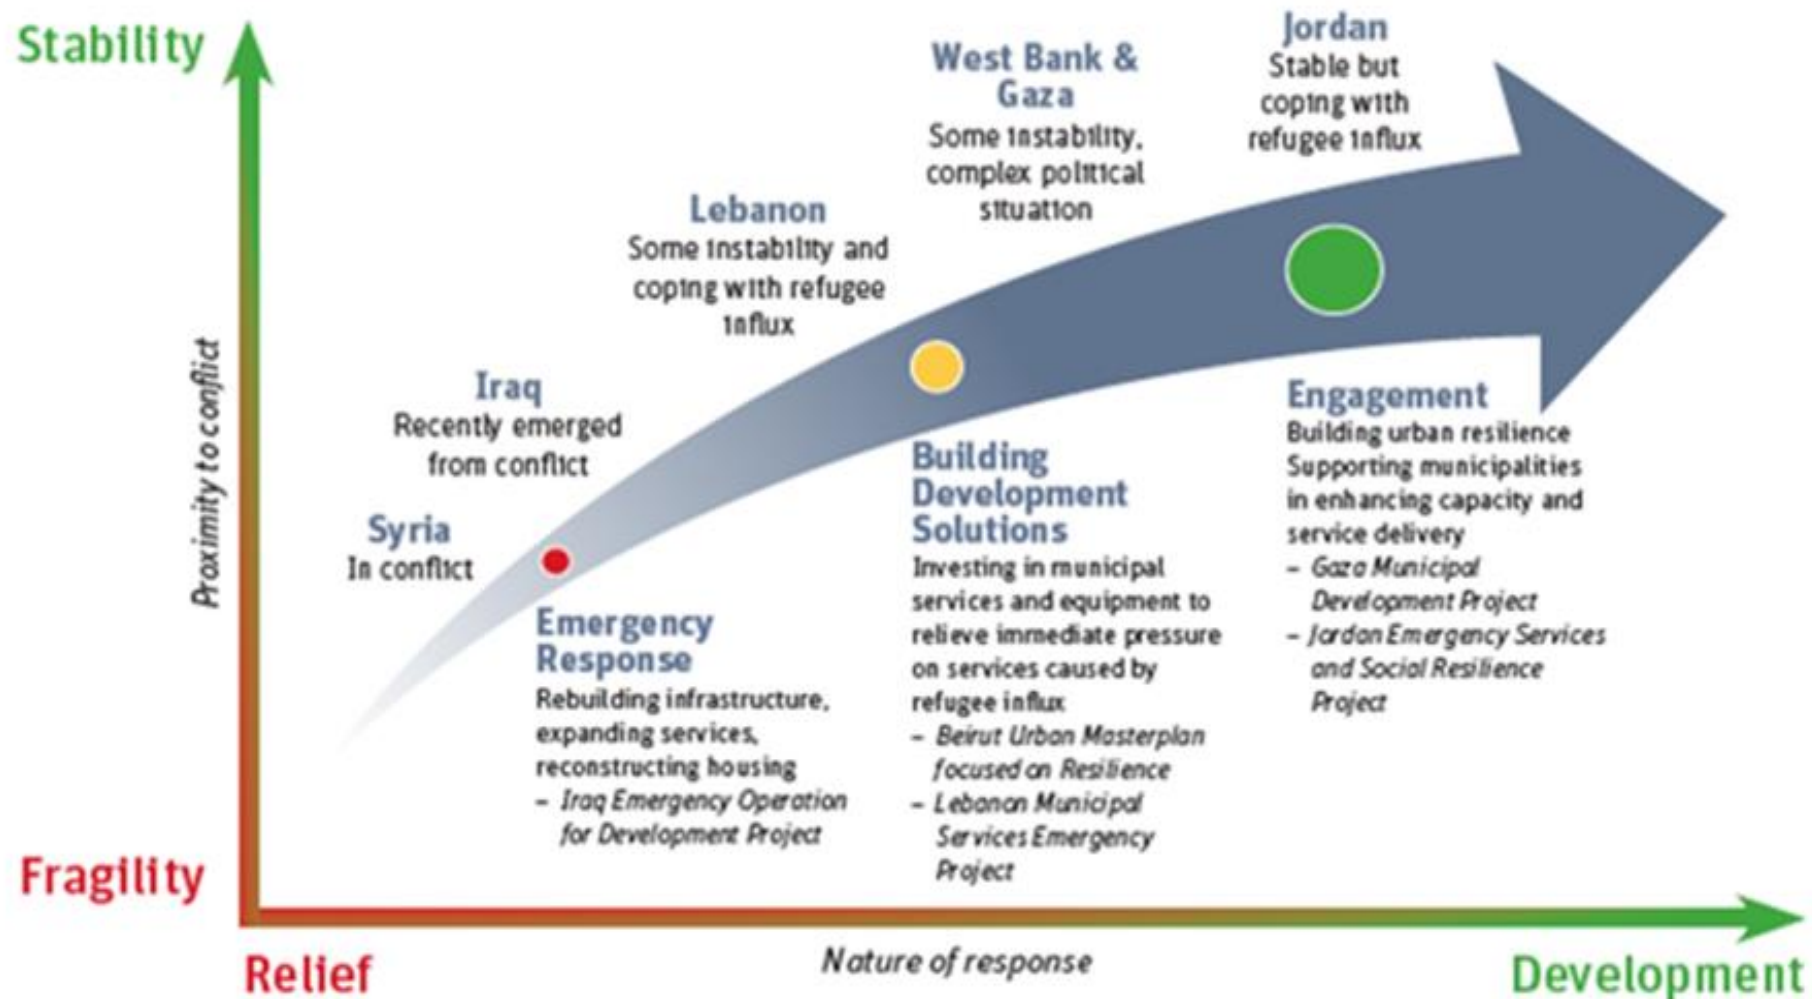 Stability
Proximity to conflict
Fragility
Relief
Nature of response
Development
Syria
In conflict
Iraq
Recently emerged
from conflict
Lebanon
Some instability and
coping with refugee
influx
West Bank &
Gaza
Some instability,
complex political
situation
Jordan
Stable but
coping with
refugee influx
Emergency
Response
Rebuilding infrastructure,
expanding services,
reconstructing housing
– Iraq Emergency Operation
for Development Project
Building
Development
Solutions
Investing in municipal
services and equipment to
relieve immediate pressure
on services caused by
refugee influx
– Beirut Urban Masterplan
focused on Resilience
– Lebanon Municipal
Services Emergency
Project
Engagement
Building urban resilience
Supporting municipalities
in enhancing capacity and
service delivery
– Gaza Municipal
Development Project
– Jordan Emergency Services
and Social Resilience
Project